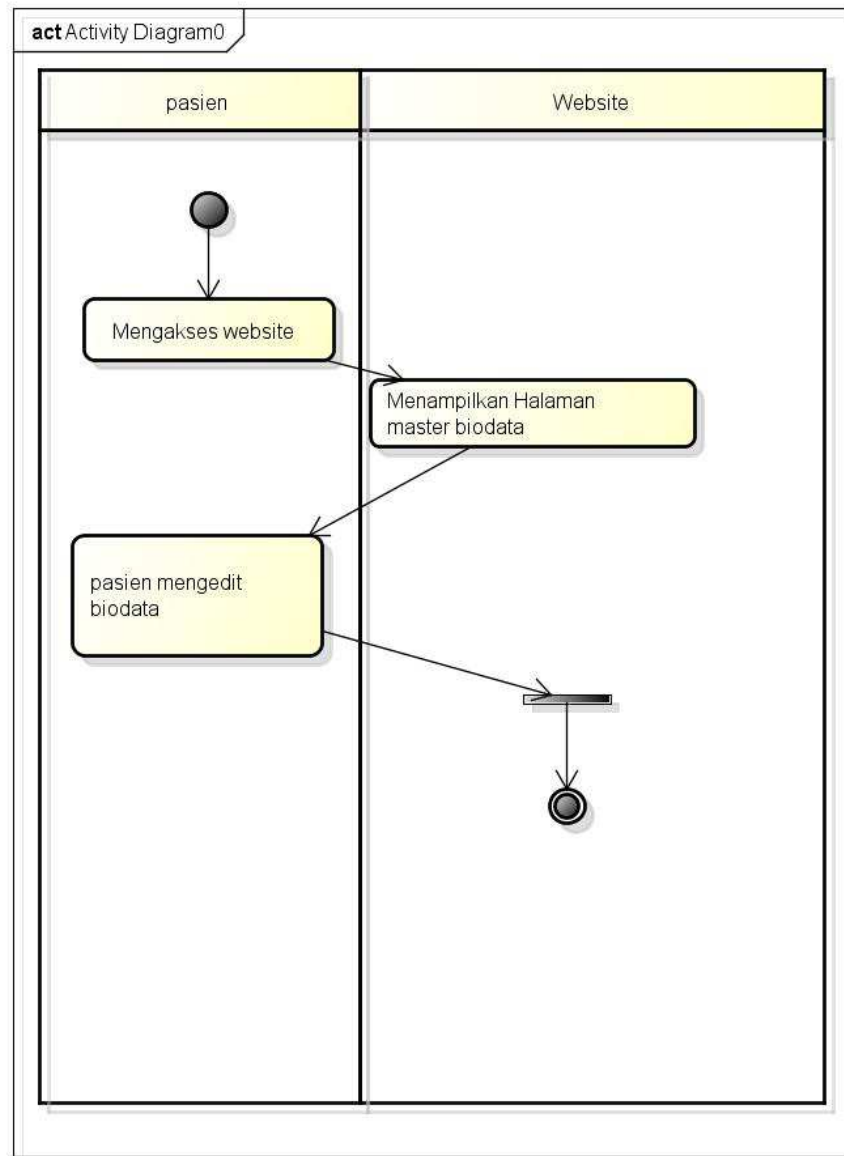 act Activity Diagram0
pasien
Website
Mengakses website
Menampilkan Halaman
master biodata
pasien mengedit
biodata